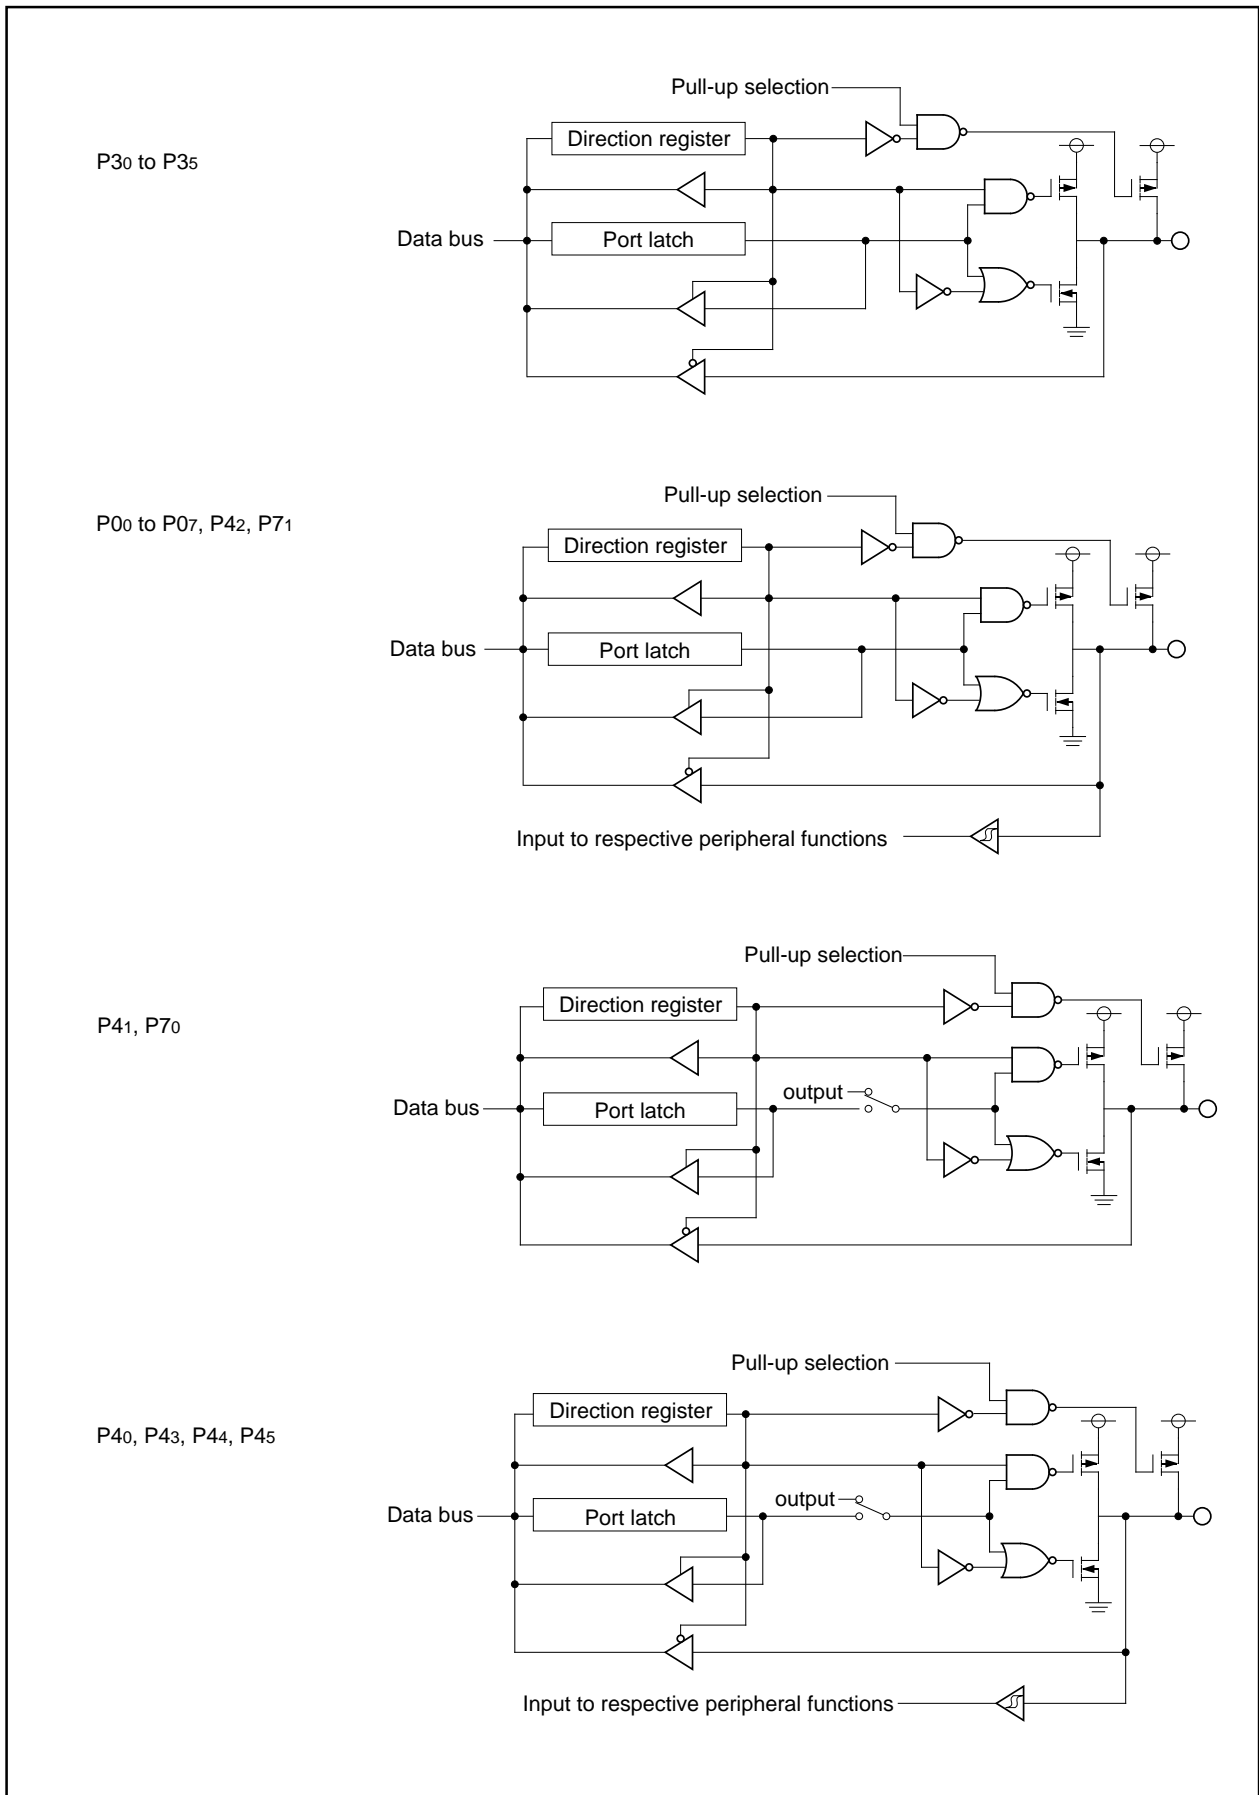 Pull-up selection
Direction register
P30 to P35
Data bus
Port latch
Pull-up selection
P00 to P07, P42, P71
Direction register
Data bus
Port latch
Input to respective peripheral functions
Pull-up selection
Direction register
P41, P70
output
Data bus
Port latch
Pull-up selection
Direction register
P40, P43, P44, P45
output
Data bus
Port latch
Input to respective peripheral functions